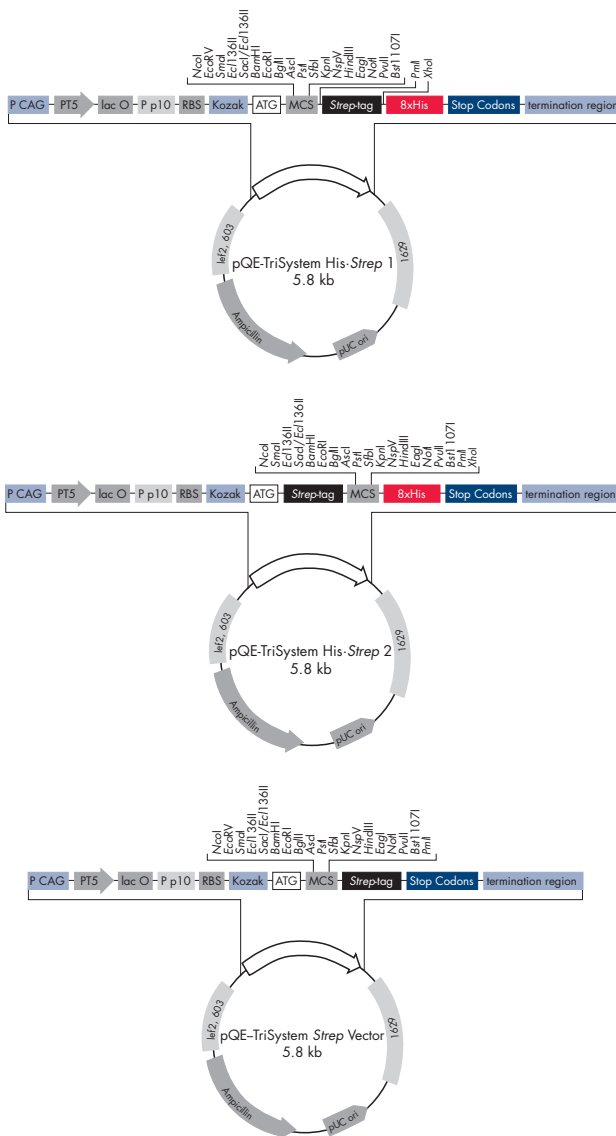 NcoI
EcoRV
SmaI
Ecl136II
SacI/Ecl136II
BamHI
EcoRI
BglII
AscI
PstI
SfbI
KpnI
NspV
HindIII
EagI
NotI
PvuII
Bst1107I
PmlI
XhoI
P CAG PT5 lac O P p10 RBS Kozak ATG MCS Strep-tag 8xHis Stop Codons termination region
lef2, 603
1629
pQE-TriSystem His·Strep 1
5.8 kb
Ampicillin
pUC ori
NcoI
SmaI
Ecl136II
SacI/Ecl136II
BamHI
EcoRI
BglII
AscI
PstI
SfbI
KpnI
NspV
HindIII
EagI
NotI
PvuII
Bst1107I
PmlI
XhoI
P CAG PT5 lac O P p10 RBS Kozak ATG Strep-tag MCS 8xHis Stop Codons termination region
lef2, 603
1629
pQE-TriSystem His·Strep 2
5.8 kb
Ampicillin
pUC ori
NcoI
EcoRV
SmaI
Ecl136II
SacI/Ecl136II
BamHI
EcoRI
BglII
AscI
PstI
SfbI
KpnI
NspV
HindIII
EagI
NotI
PvuII
Bst1107I
PmlI
P CAG PT5 lac O P p10 RBS Kozak ATG MCS Strep-tag Stop Codons termination region
lef2, 603
1629
pQE–TriSystem Strep Vector
5.8 kb
Ampicillin
pUC ori